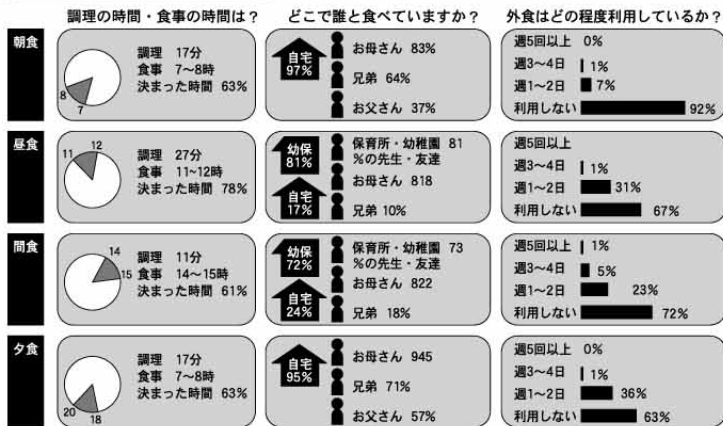 調理の時間・食事の時間は？
どこで誰と食べていますか？
外食はどの程度利用しているか？
朝食
8
7
調理 17分
食事 7～8時
決まった時間 63%
自宅
97%
お母さん 83%
兄弟 64%
お父さん 37%
週5回以上 0%
週3～4日 1%
週1～2日 7%
利用しない 92%
昼食
11
12
調理 27分
食事 11~12時
決まった時間 78%
幼保
81%
自宅
17%
保育所・幼稚園 81
%の先生・友達
お母さん 818
兄弟 10%
週5回以上
週3～4日 1%
週1～2日 31%
利用しない 67%
間食
14
15
調理 11分
食事 14～15時
決まった時間 61%
幼保
72%
自宅
24%
保育所・幼稚園 73
%の先生・友達
お母さん 822
兄弟 18%
週5回以上 1%
週3～4日 5%
週1～2日 23%
利用しない 72%
夕食
20
18
調理 17分
食事 7～8時
決まった時間 63%
自宅
95%
お母さん 945
兄弟 71%
お父さん 57%
週5回以上 0%
週3～4日 1%
週1～2日 36%
利用しない 63%